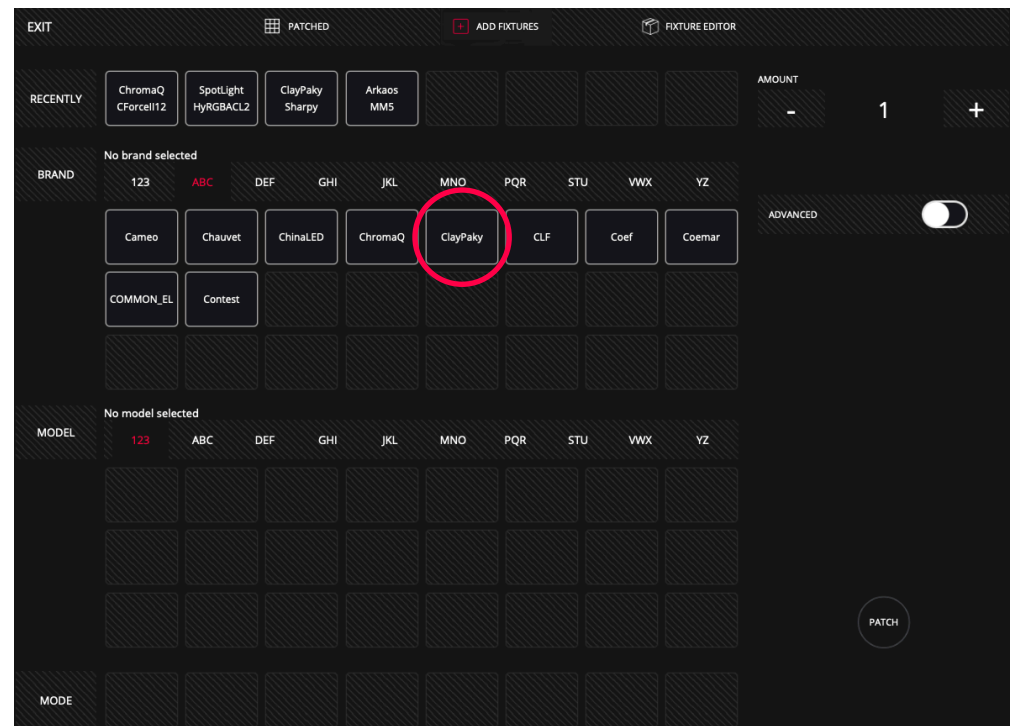 EXIT
PATCHED
+ ADD FIXTURES
FIXTURE EDITOR
RECENTLY
ChromaQ
CForceII12
SpotLight
HyRGBACL2
ClayPaky
Sharpy
Arkaos
MM5
AMOUNT
- 1 +
BRAND
No brand selected
123 ABC DEF GHI JKL MNO PQR STU VWX YZ
ADVANCED
Cameo Chauvet ChinaLED ChromaQ ClayPaky CLF Coef Coemar
COMMON_EL Contest
MODEL
No model selected
123 ABC DEF GHI JKL MNO PQR STU VWX YZ
PATCH
MODE